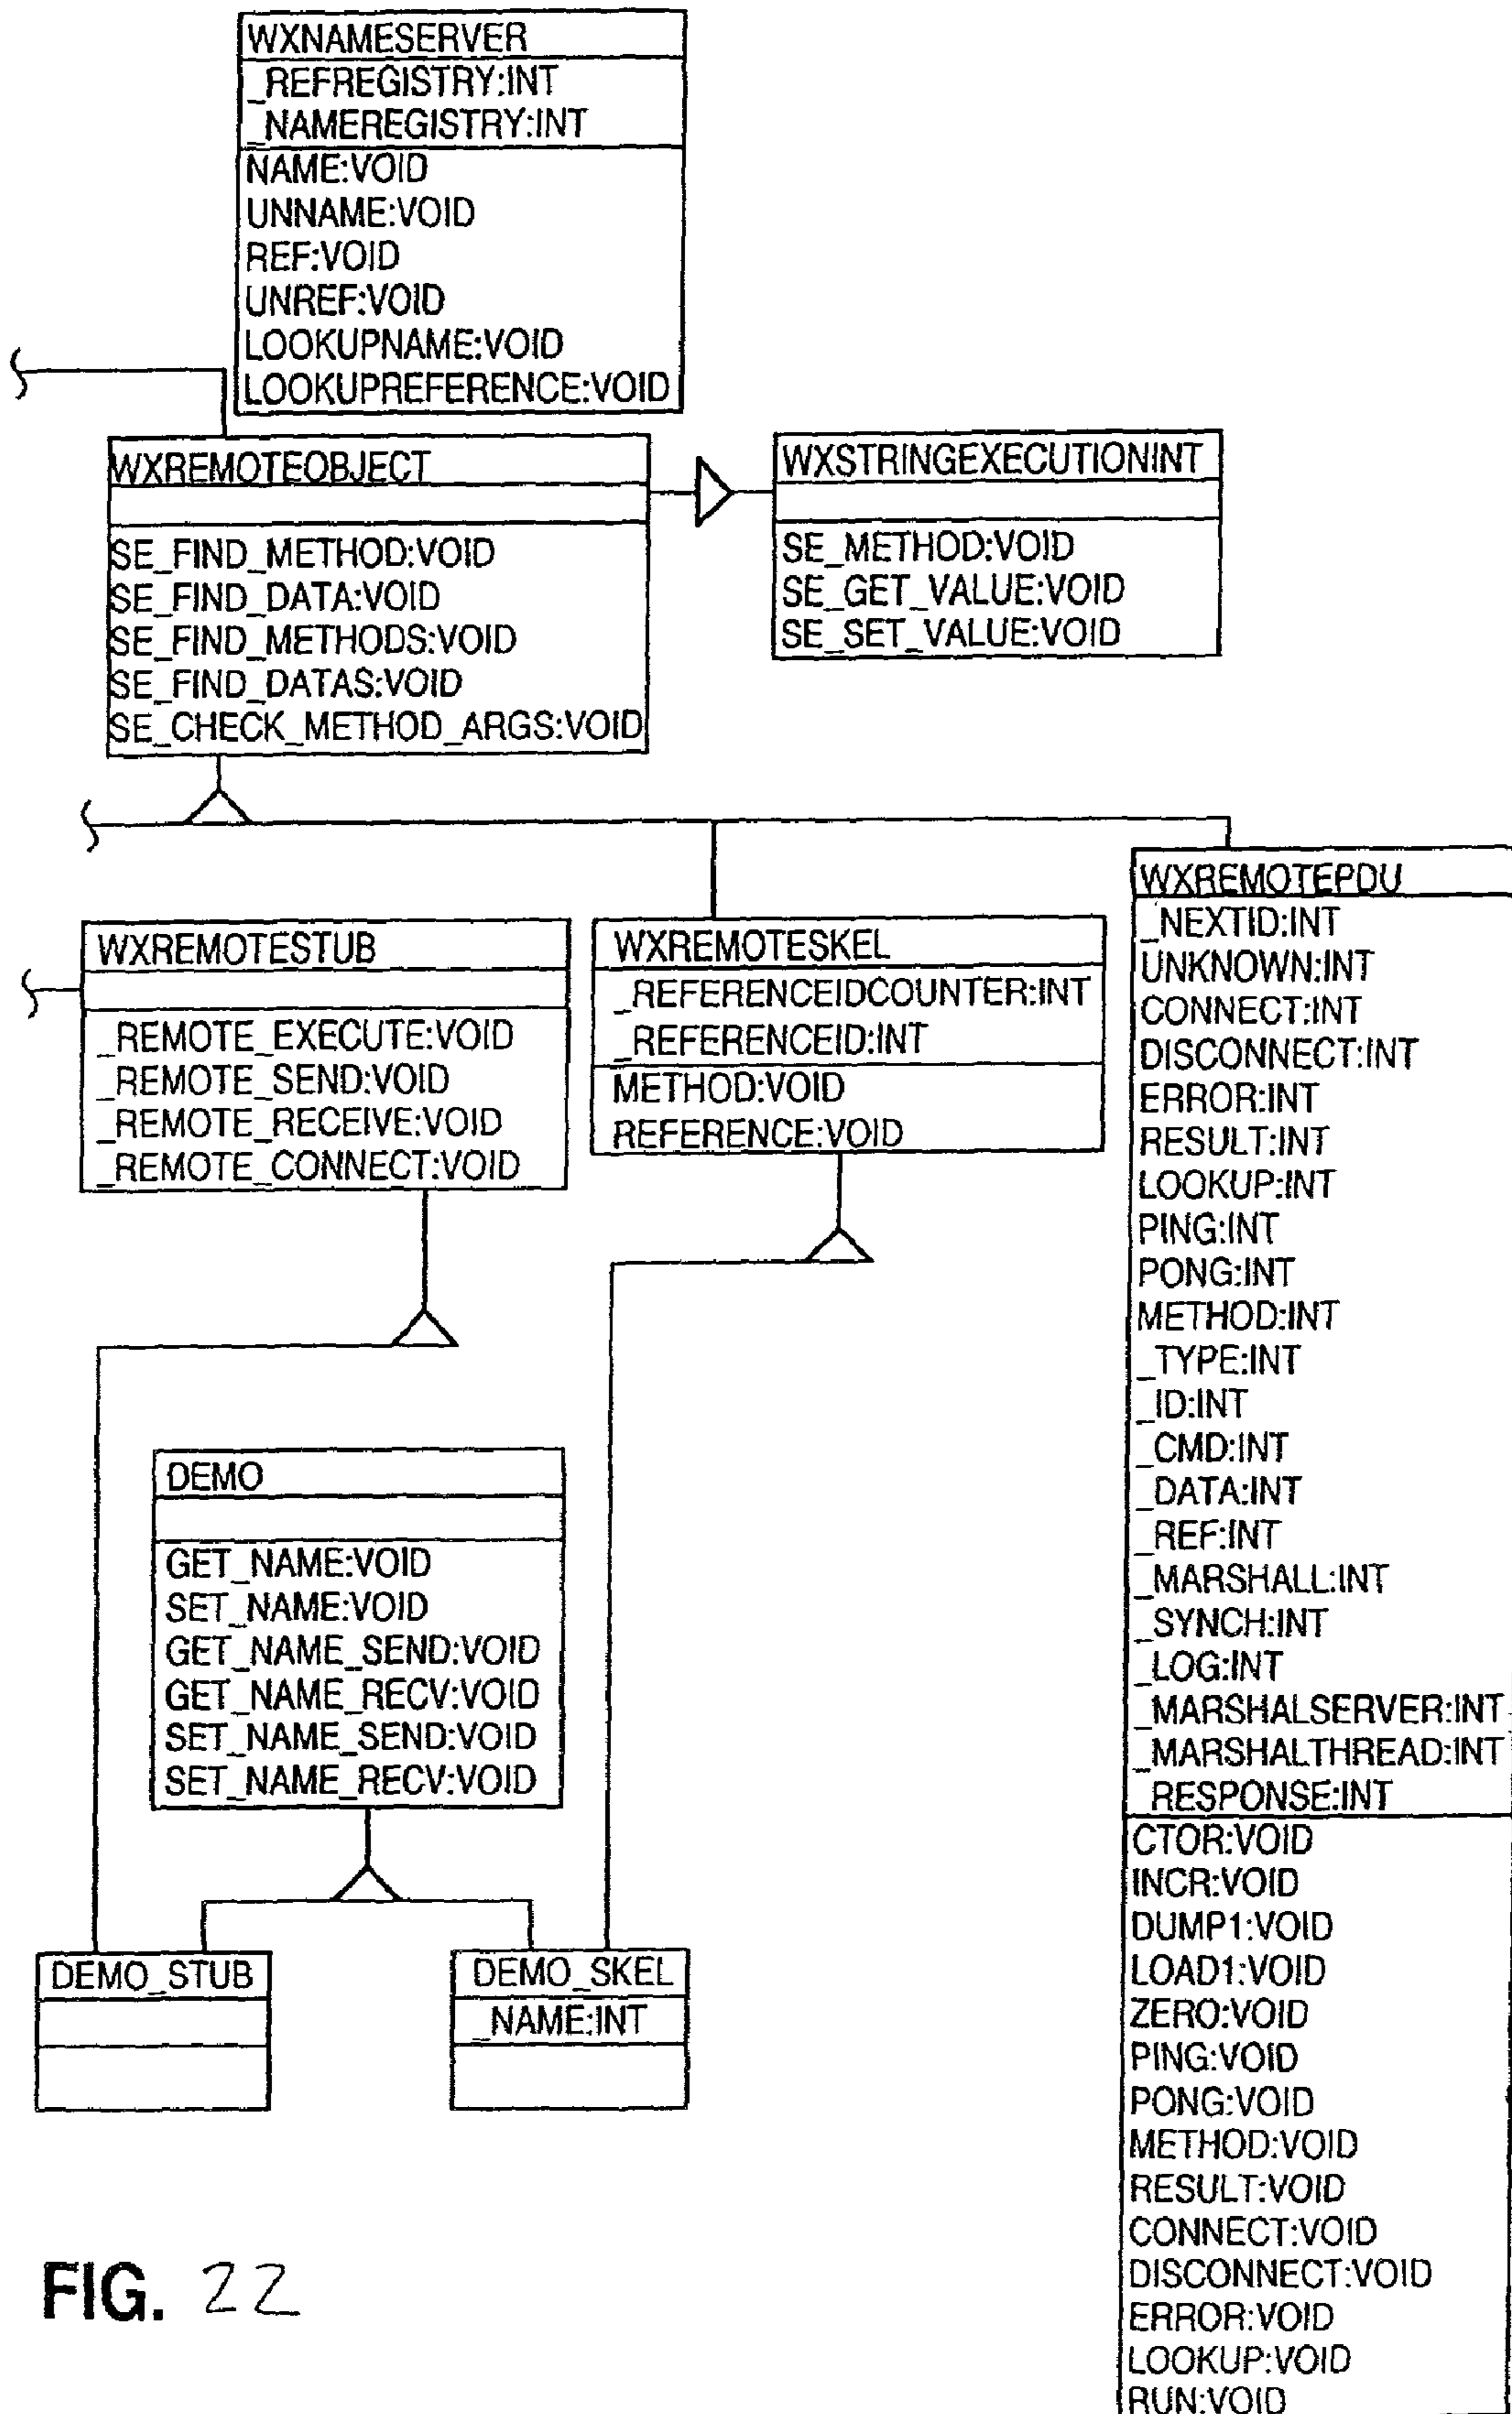 WXNAMESERVER
_REFREGISTRY:INT
_NAMEREGISTRY:INT
NAME:VOID
UNNAME:VOID
REF:VOID
UNREF:VOID
LOOKUPNAME:VOID
LOOKUPREFERENCE:VOID
WXREMOTEOBJECT
SE_FIND_METHOD:VOID
SE_FIND_DATA:VOID
SE_FIND_METHODS:VOID
SE_FIND_DATAS:VOID
SE_CHECK_METHOD_ARGS:VOID
WXSTRINGEXECUTIONINT
SE_METHOD:VOID
SE_GET_VALUE:VOID
SE_SET_VALUE:VOID
WXREMOTESTUB
_REMOTE_EXECUTE:VOID
_REMOTE_SEND:VOID
_REMOTE_RECEIVE:VOID
_REMOTE_CONNECT:VOID
WXREMOTESKEL
_REFERENCEIDCOUNTER:INT
_REFERENCEID:INT
METHOD:VOID
REFERENCE:VOID
WXREMOTEPDU
_NEXTID:INT
UNKNOWN:INT
CONNECT:INT
DISCONNECT:INT
ERROR:INT
RESULT:INT
LOOKUP:INT
PING:INT
PONG:INT
METHOD:INT
_TYPE:INT
_ID:INT
_CMD:INT
_DATA:INT
_REF:INT
_MARSHALL:INT
_SYNCH:INT
_LOG:INT
_MARSHALSERVER:INT
_MARSHALTHREAD:INT
_RESPONSE:INT
CTOR:VOID
INCR:VOID
DUMP1:VOID
LOAD1:VOID
ZERO:VOID
PING:VOID
PONG:VOID
METHOD:VOID
RESULT:VOID
CONNECT:VOID
DISCONNECT:VOID
ERROR:VOID
LOOKUP:VOID
RUN:VOID
DEMO
GET_NAME:VOID
SET_NAME:VOID
GET_NAME_SEND:VOID
GET_NAME_RECV:VOID
SET_NAME_SEND:VOID
SET_NAME_RECV:VOID
DEMO_STUB
DEMO_SKEL
_NAME:INT
FIG. 22